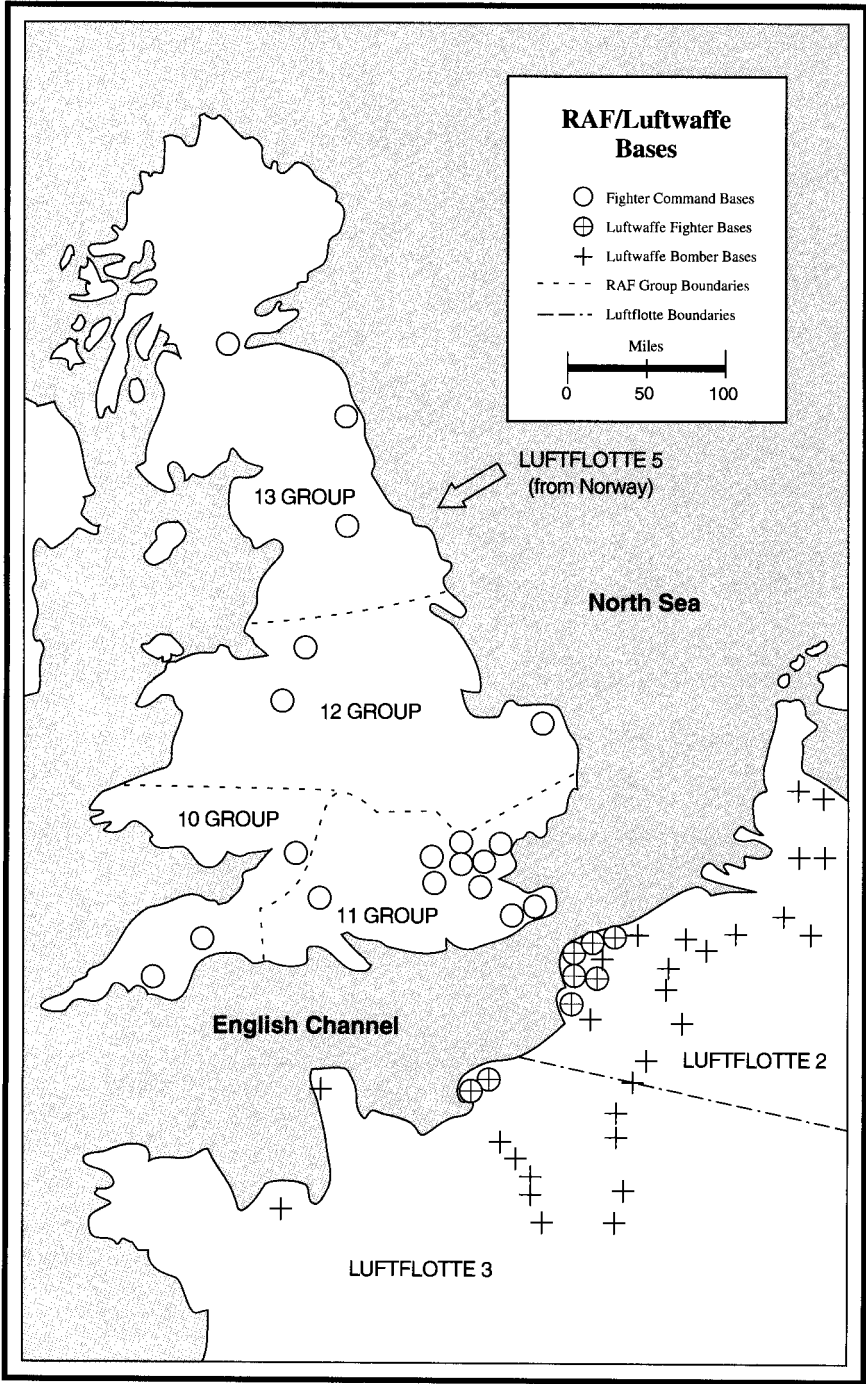 RAF/Luftwaffe
Bases
Fighter Command Bases
Luftwaffe Fighter Bases
Luftwaffe Bomber Bases
RAF Group Boundaries
Luftflotte Boundaries
Miles
0 50 100
LUFTFLOTTE 5
(from Norway)
13 GROUP
North Sea
12 GROUP
10 GROUP
11 GROUP
English Channel
LUFTFLOTTE 2
LUFTFLOTTE 3